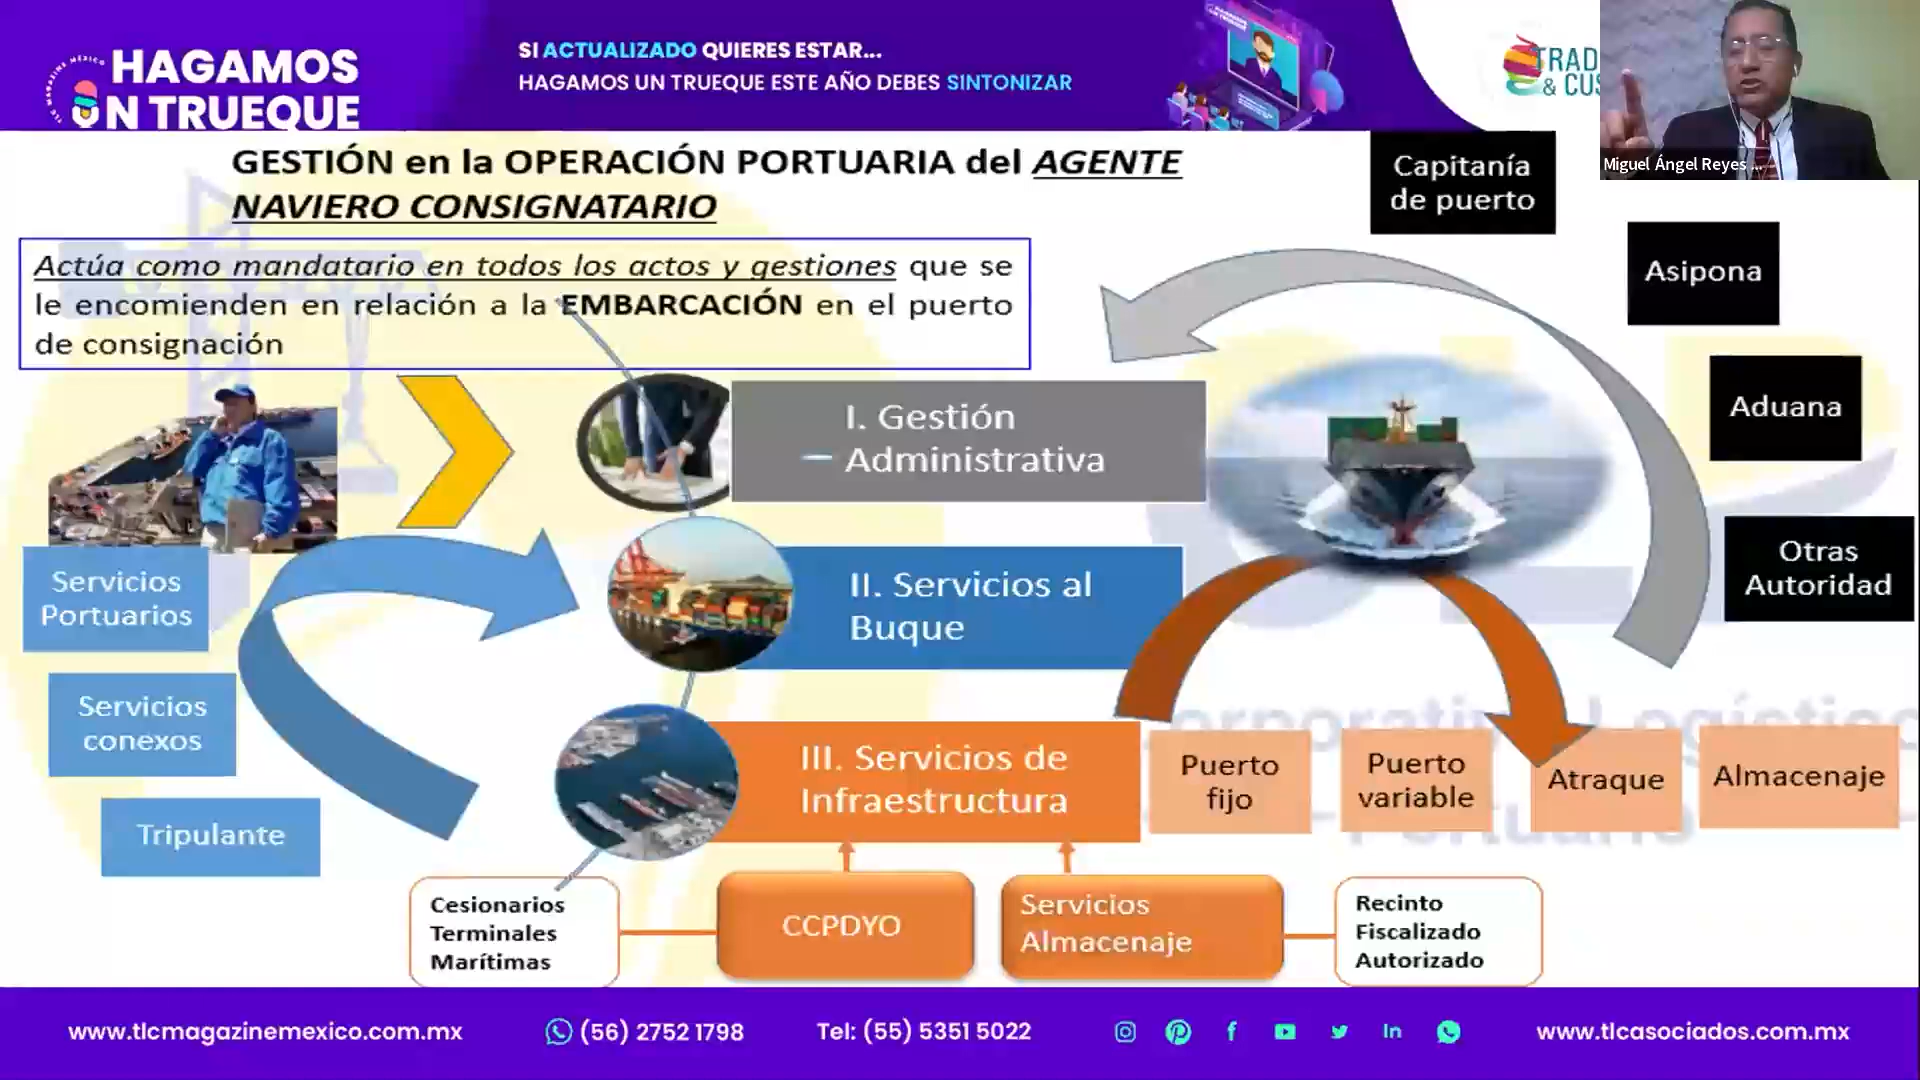 TLC MAGAZINE MÉXICO
HAGAMOS
N TRUEQUE
SI ACTUALIZADO QUIERES ESTAR...
HAGAMOS UN TRUEQUE ESTE AÑO DEBES SINTONIZAR
TRAD
& CUS
Miguel Ángel Reyes ...
GESTIÓN en la OPERACIÓN PORTUARIA del AGENTE
NAVIERO CONSIGNATARIO
Actúa como mandatario en todos los actos y gestiones que se
le encomienden en relación a la EMBARCACIÓN en el puerto
de consignación
Capitanía
de puerto
Asipona
Aduana
Otras
Autoridad
I. Gestión
Administrativa
II. Servicios al
Buque
III. Servicios de
Infraestructura
Servicios
Portuarios
Servicios
conexos
Tripulante
Puerto
fijo
Puerto
variable
Atraque
Almacenaje
Cesionarios
Terminales
Marítimas
CCPDYO
Servicios
Almacenaje
Recinto
Fiscalizado
Autorizado
www.tlcmagazinemexico.com.mx
(56) 2752 1798
Tel: (55) 5351 5022
www.tlcasociados.com.mx